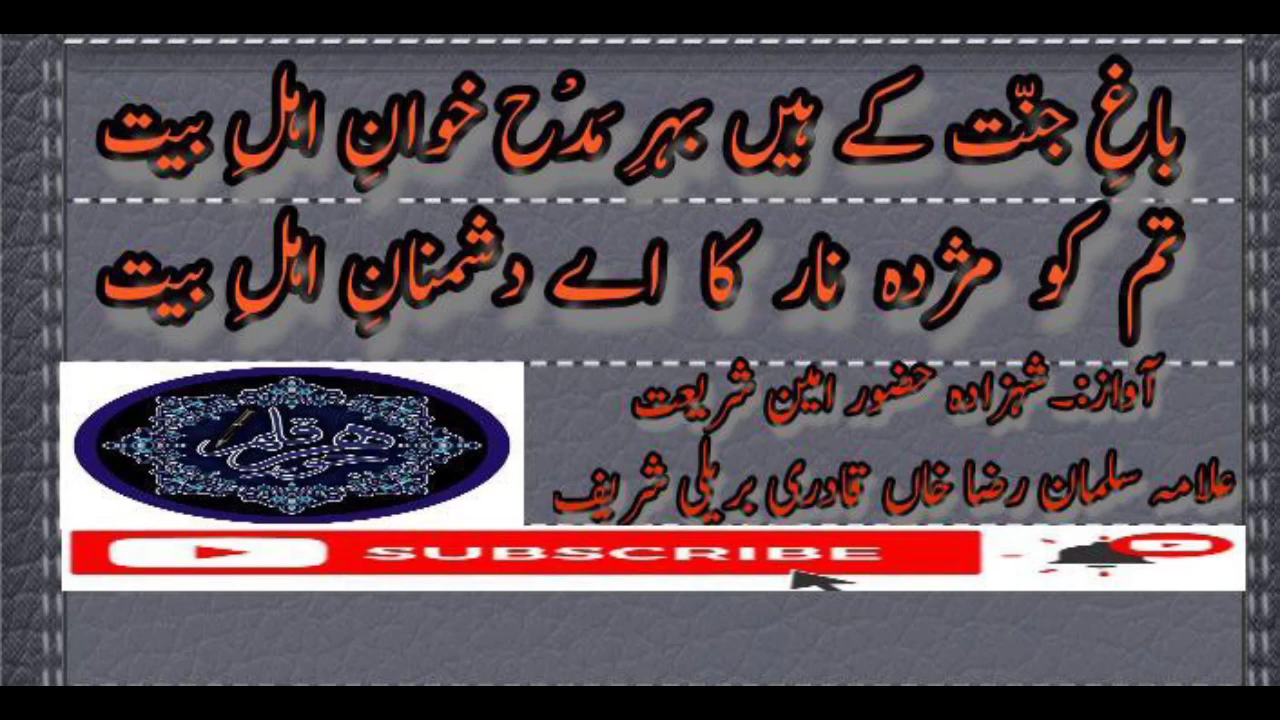 باغِ جنّت کے ہیں بہرِ مَدْح خوانِ اہلِ بیت
تم کو مژدہ نار کا اے دشمنانِ اہلِ بیت
آواز:۔ شہزادہ حضور امین شریعت
علامہ سلمان رضا خاں قادری بریلی شریف
SUBSCRIBE